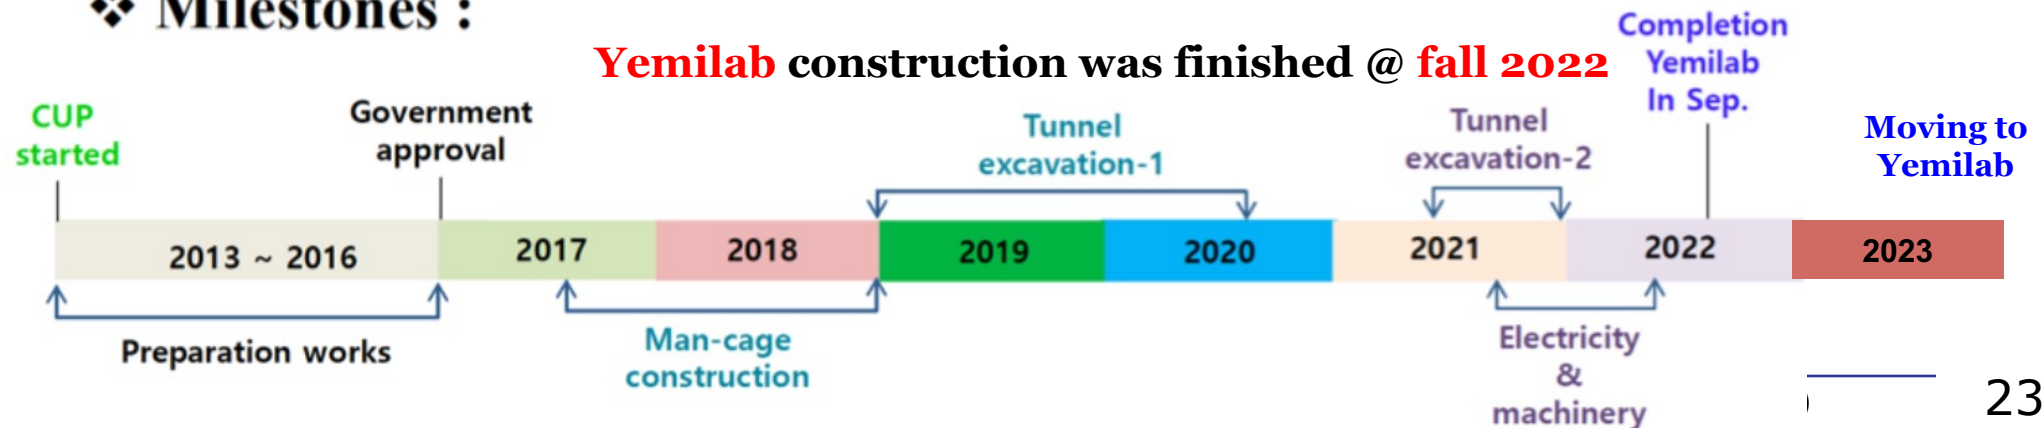 ❖ Milestones :
Yemilab construction was finished @ fall 2022
Completion
Yemilab
In Sep.
CUP
started
Government
approval
Tunnel
excavation-1
Tunnel
excavation-2
Moving to
Yemilab
2013 ~ 2016
2017
2018
2019
2020
2021
2022
2023
Preparation works
Man-cage
construction
Electricity
&
machinery
23